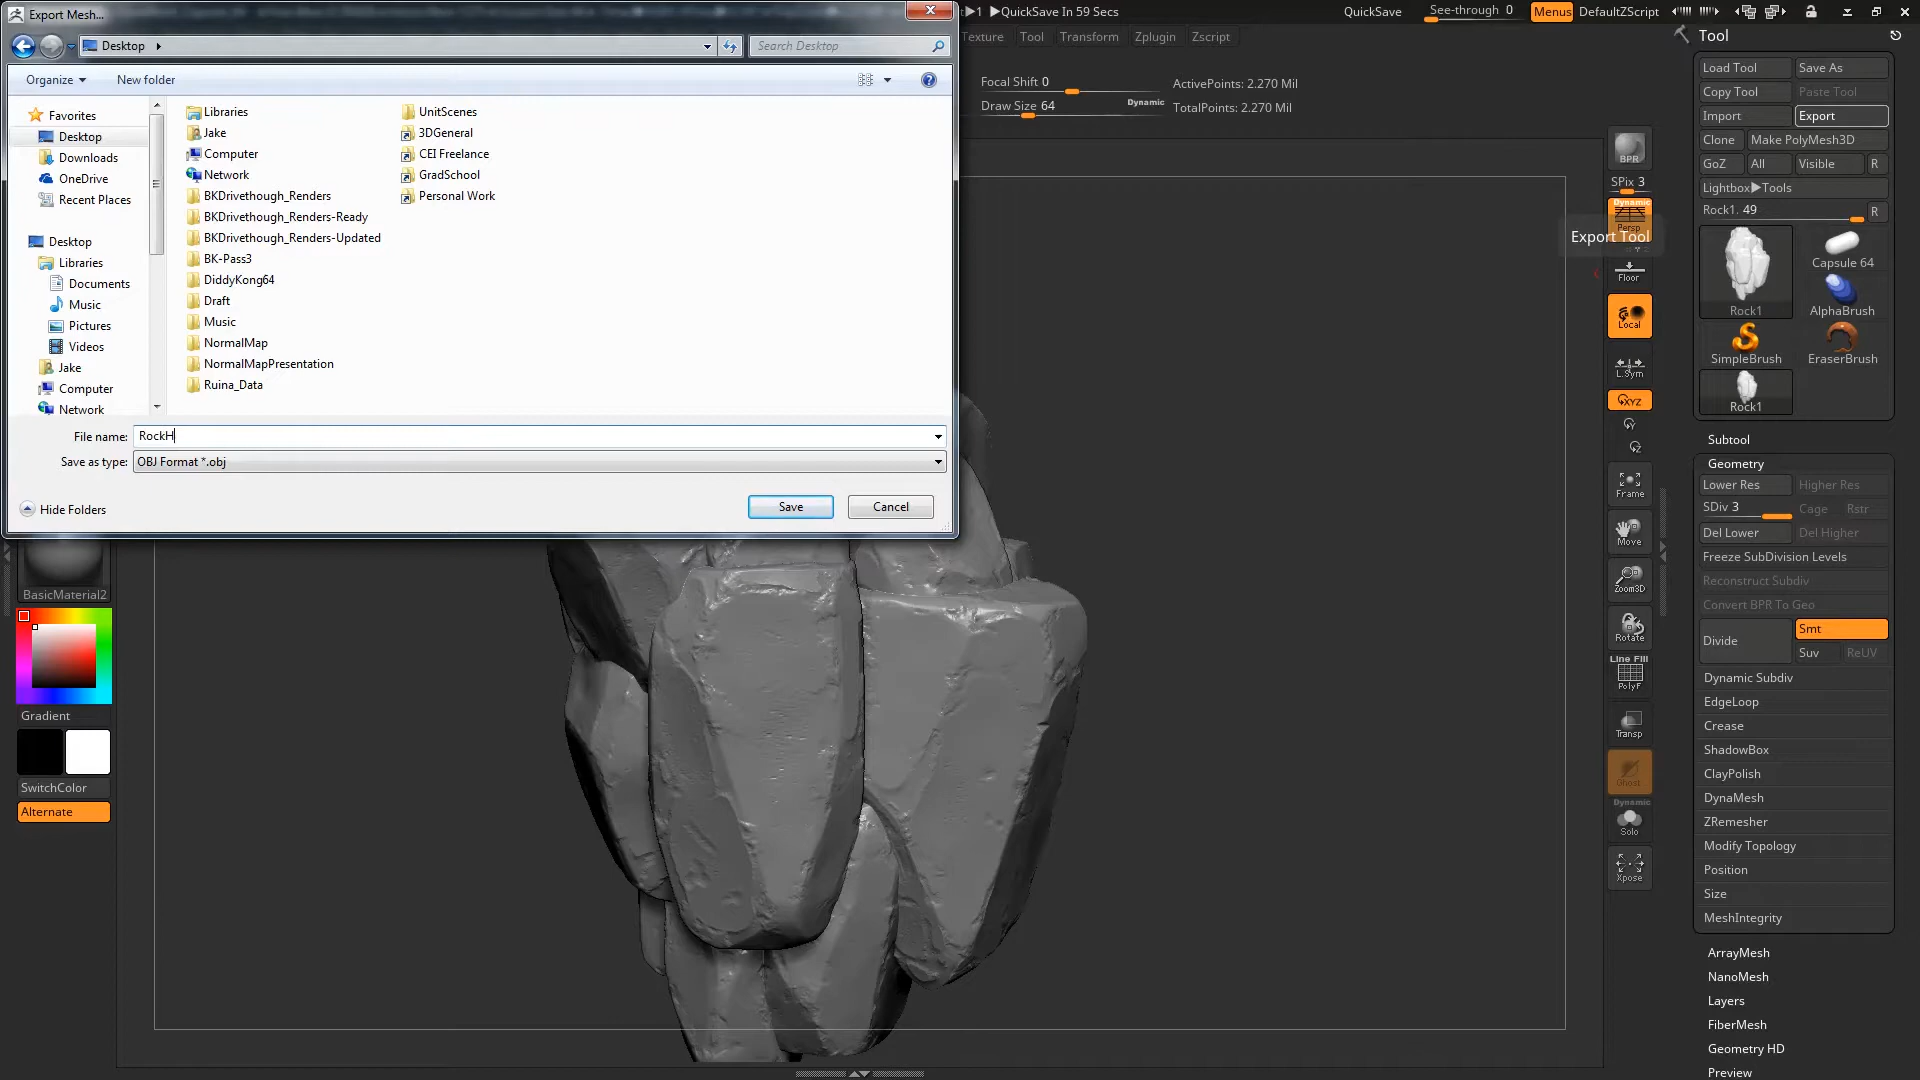 Export Mesh...
▶1 ▶QuickSave In 59 Secs
QuickSave
See-through 0
Menus
DefaultZScript
Desktop
Search Desktop
Texture
Tool
Transform
Zplugin
Zscript
Organize
New folder
Focal Shift 0
Draw Size 64
Dynamic
ActivePoints: 2.270 Mil
TotalPoints: 2.270 Mil
Favorites
Desktop
Downloads
OneDrive
Recent Places
Desktop
Libraries
Documents
Music
Pictures
Videos
Jake
Computer
Network
Libraries
Jake
Computer
Network
BKDrivethough_Renders
BKDrivethough_Renders-Ready
BKDrivethough_Renders-Updated
BK-Pass3
DiddyKong64
Draft
Music
NormalMap
NormalMapPresentation
Ruina_Data
UnitScenes
3DGeneral
CEI Freelance
GradSchool
Personal Work
File name: RockH
Save as type: OBJ Format *.obj
Hide Folders
Save
Cancel
BasicMaterial2
Gradient
SwitchColor
Alternate
BPR
SPix 3
Dynamic
Persp
Export Tool
Floor
Local
L.Sym
XYZ
Frame
Move
Zoom3D
Rotate
Line Fill
PolyF
Transp
Ghost
Dynamic
Solo
Xpose
Tool
Load Tool
Save As
Copy Tool
Paste Tool
Import
Export
Clone
Make PolyMesh3D
GoZ
All
Visible
R
Lightbox▶Tools
Rock1. 49
R
Rock1
Capsule 64
AlphaBrush
SimpleBrush
EraserBrush
Rock1
Subtool
Geometry
Lower Res
Higher Res
SDiv 3
Cage
Rstr
Del Lower
Del Higher
Freeze SubDivision Levels
Reconstruct Subdiv
Convert BPR To Geo
Divide
Smt
Suv
ReUV
Dynamic Subdiv
EdgeLoop
Crease
ShadowBox
ClayPolish
DynaMesh
ZRemesher
Modify Topology
Position
Size
MeshIntegrity
ArrayMesh
NanoMesh
Layers
FiberMesh
Geometry HD
Preview